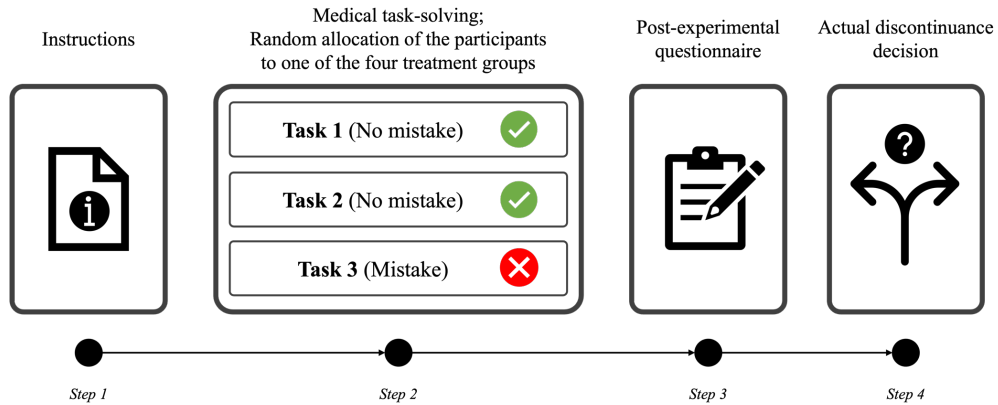 Instructions
Medical task-solving;
Random allocation of the participants
to one of the four treatment groups
Post-experimental
questionnaire
Actual discontinuance
decision
Task 1 (No mistake)
Task 2 (No mistake)
Task 3 (Mistake)
i
?
Step 1
Step 2
Step 3
Step 4